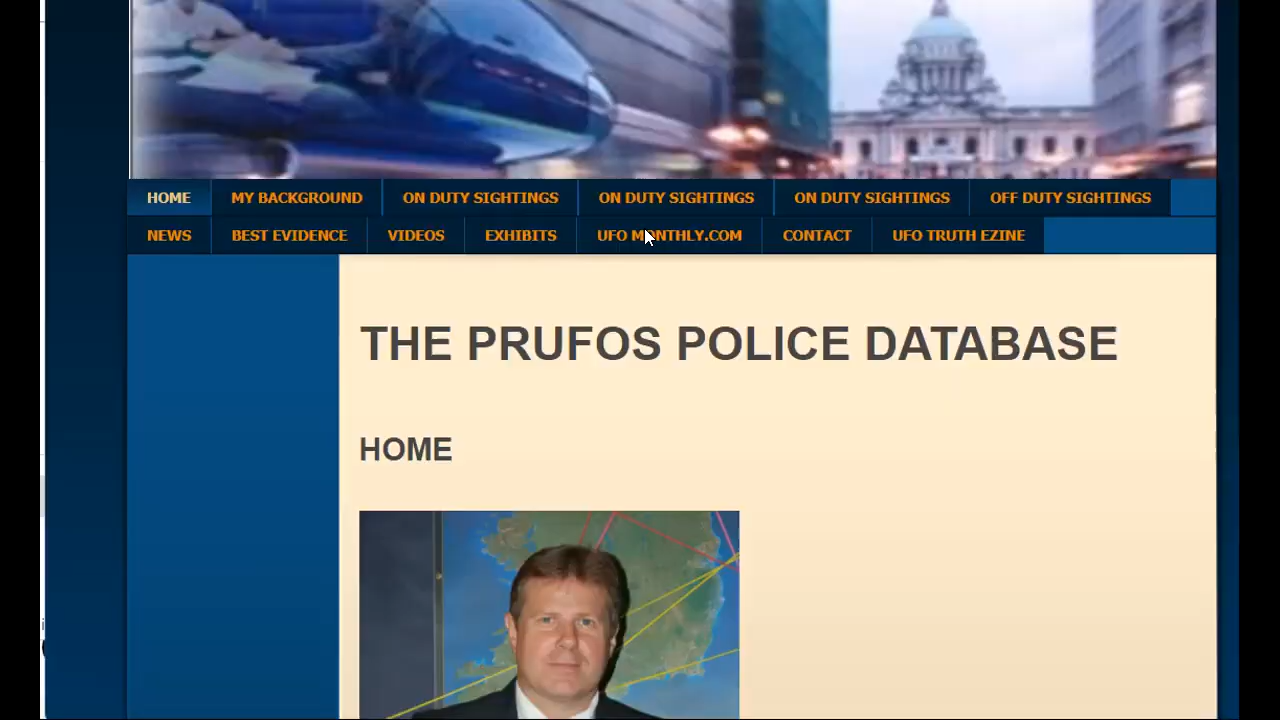 HOME MY BACKGROUND ON DUTY SIGHTINGS ON DUTY SIGHTINGS ON DUTY SIGHTINGS OFF DUTY SIGHTINGS
NEWS BEST EVIDENCE VIDEOS EXHIBITS UFO MONTHLY.COM CONTACT UFO TRUTH EZINE
THE PRUFOS POLICE DATABASE
HOME